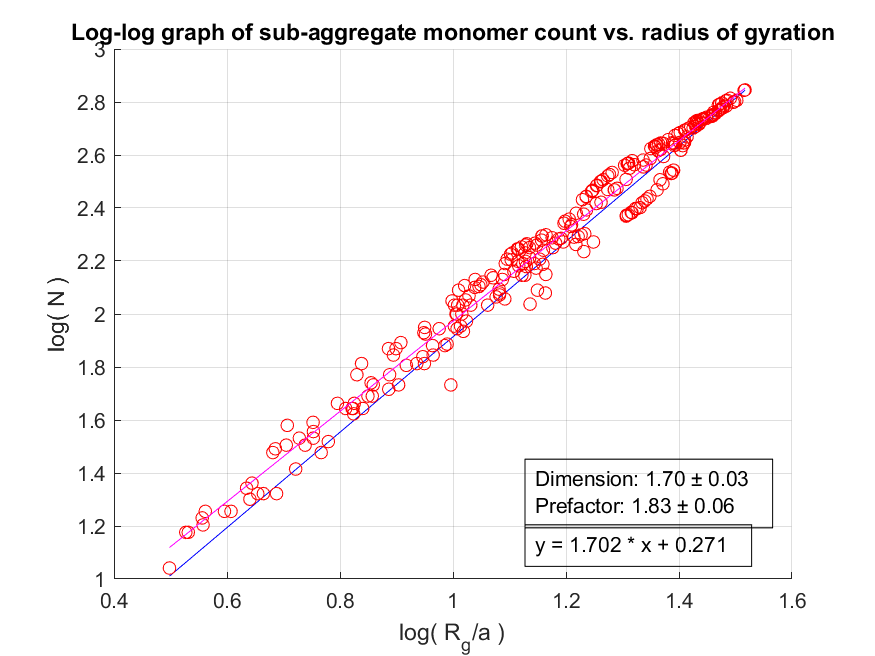 Log-log graph of sub-aggregate monomer count vs. radius of gyration
3
2.8
2.6
2.4
2.2
2
1.8
1.6
1.4
1.2
1
log( N )
Dimension: 1.70 ± 0.03
Prefactor: 1.83 ± 0.06
y = 1.702 * x + 0.271
0.4 0.6 0.8 1 1.2 1.4 1.6
log( Rg/a )